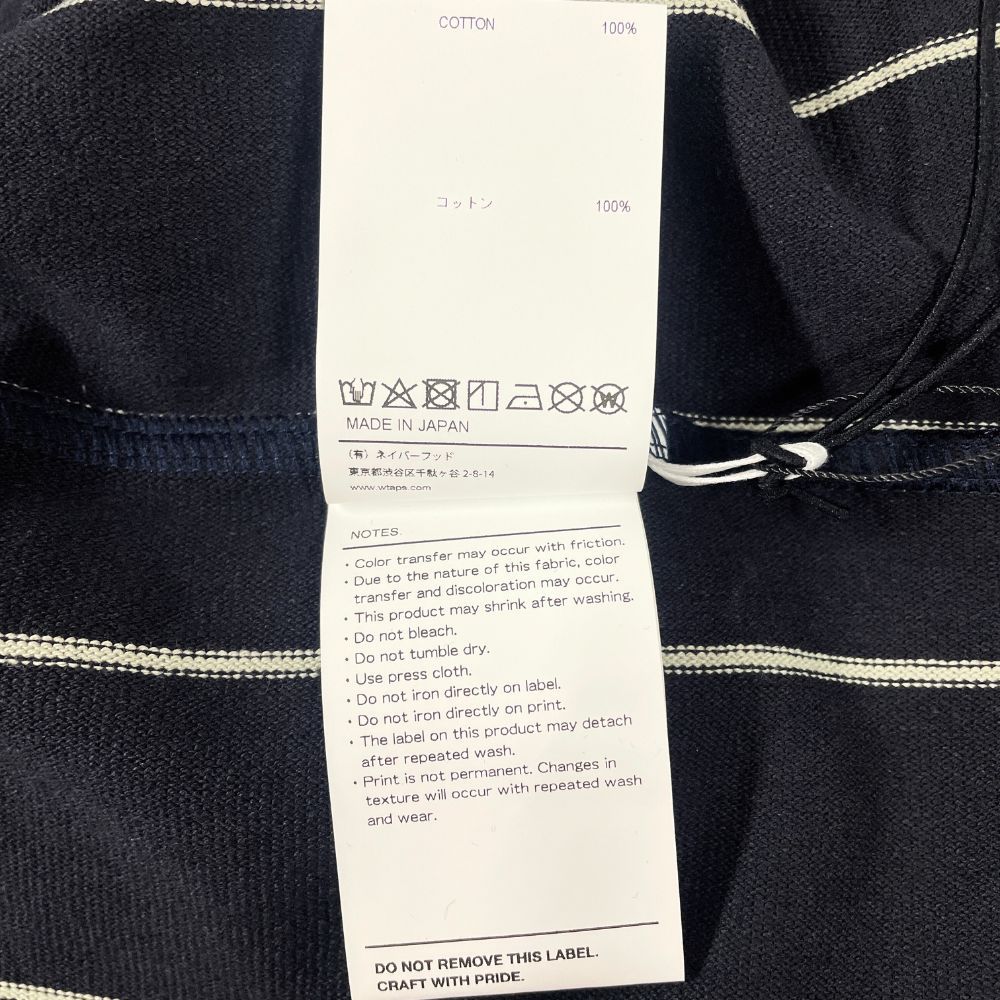 COTTON 100%
コットン 100%
W
MADE IN JAPAN
(有) ネイバーフッド
東京都渋谷区千駄ヶ谷 2-8-14
www.wtaps.com
NOTES.
・Color transfer may occur with friction.
・Due to the nature of this fabric, color
transfer and discoloration may occur.
・This product may shrink after washing.
・Do not bleach.
・Do not tumble dry.
・Use press cloth.
・Do not iron directly on label.
・Do not iron directly on print.
・The label on this product may detach
after repeated wash.
・Print is not permanent. Changes in
texture will occur with repeated wash
and wear.
DO NOT REMOVE THIS LABEL.
CRAFT WITH PRIDE.